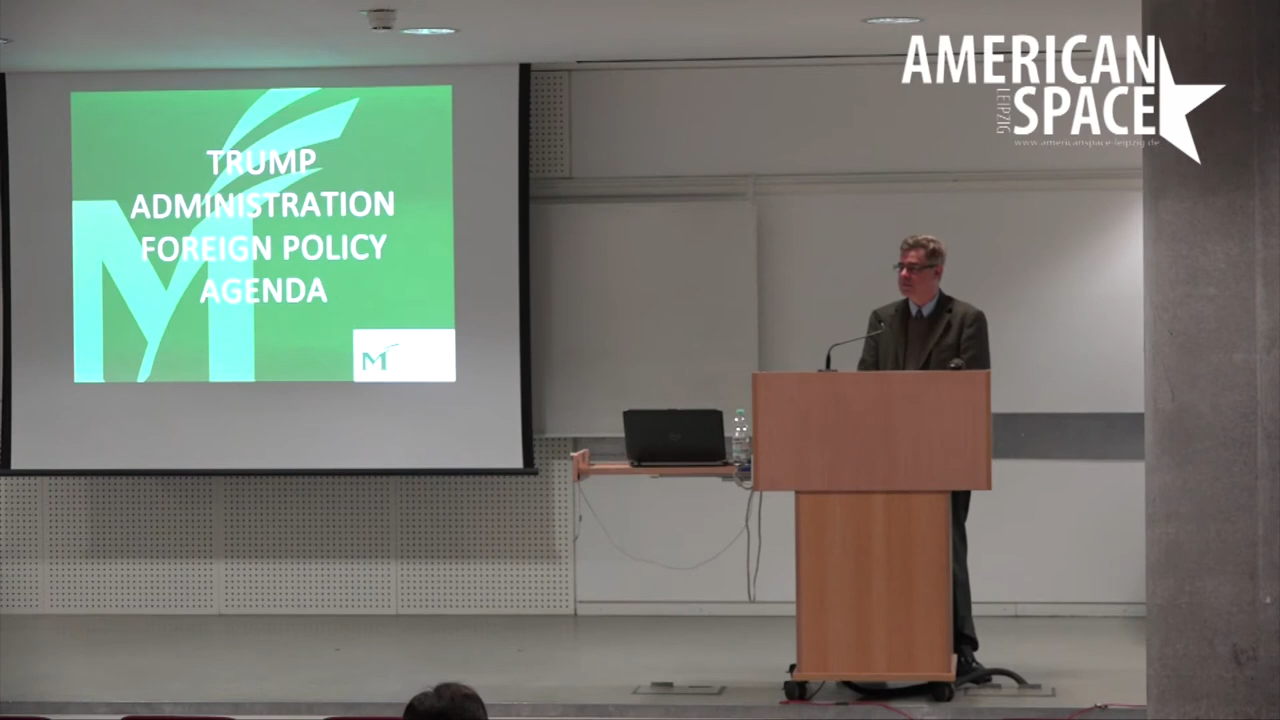 TRUMP
ADMINISTRATION
FOREIGN POLICY
AGENDA
M
AMERICAN
LEIPZIG
SPACE
www.americanspace-leipzig.de